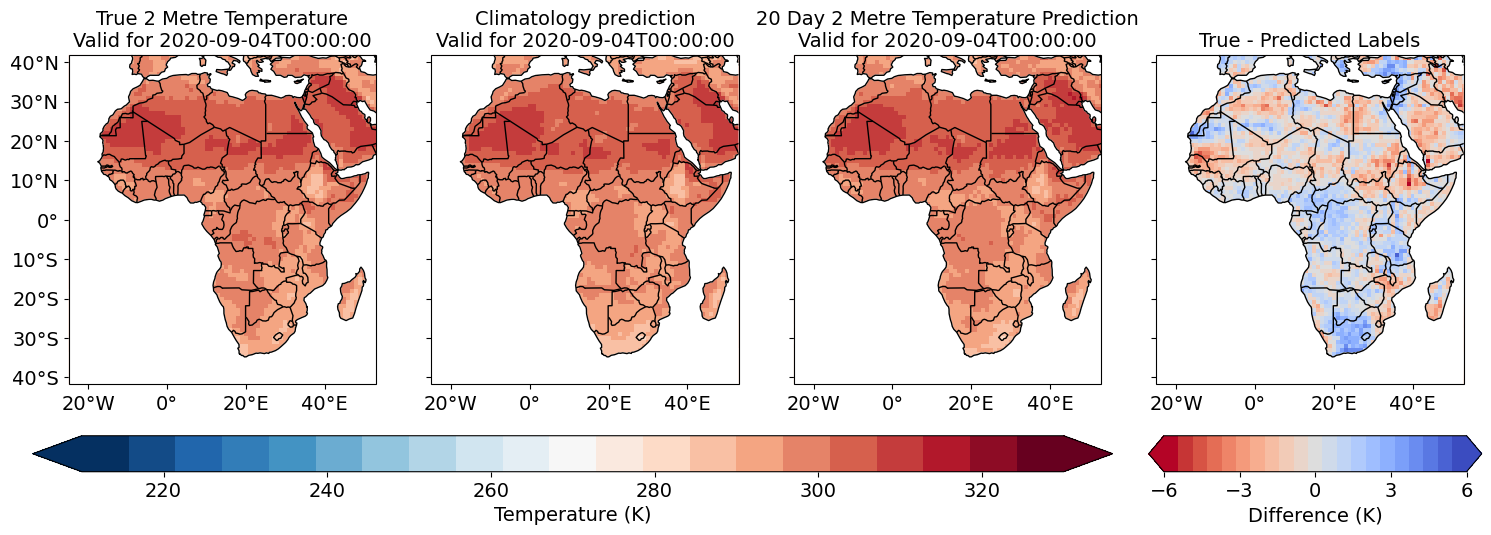 True 2 Metre Temperature
Valid for 2020-09-04T00:00:00
Climatology prediction
Valid for 2020-09-04T00:00:00
20 Day 2 Metre Temperature Prediction
Valid for 2020-09-04T00:00:00
True - Predicted Labels
40°N
30°N
20°N
10°N
0°
10°S
20°S
30°S
40°S
20°W 0° 20°E 40°E
20°W 0° 20°E 40°E
20°W 0° 20°E 40°E
20°W 0° 20°E 40°E
220 240 260 280 300 320
Temperature (K)
−6 −3 0 3 6
Difference (K)